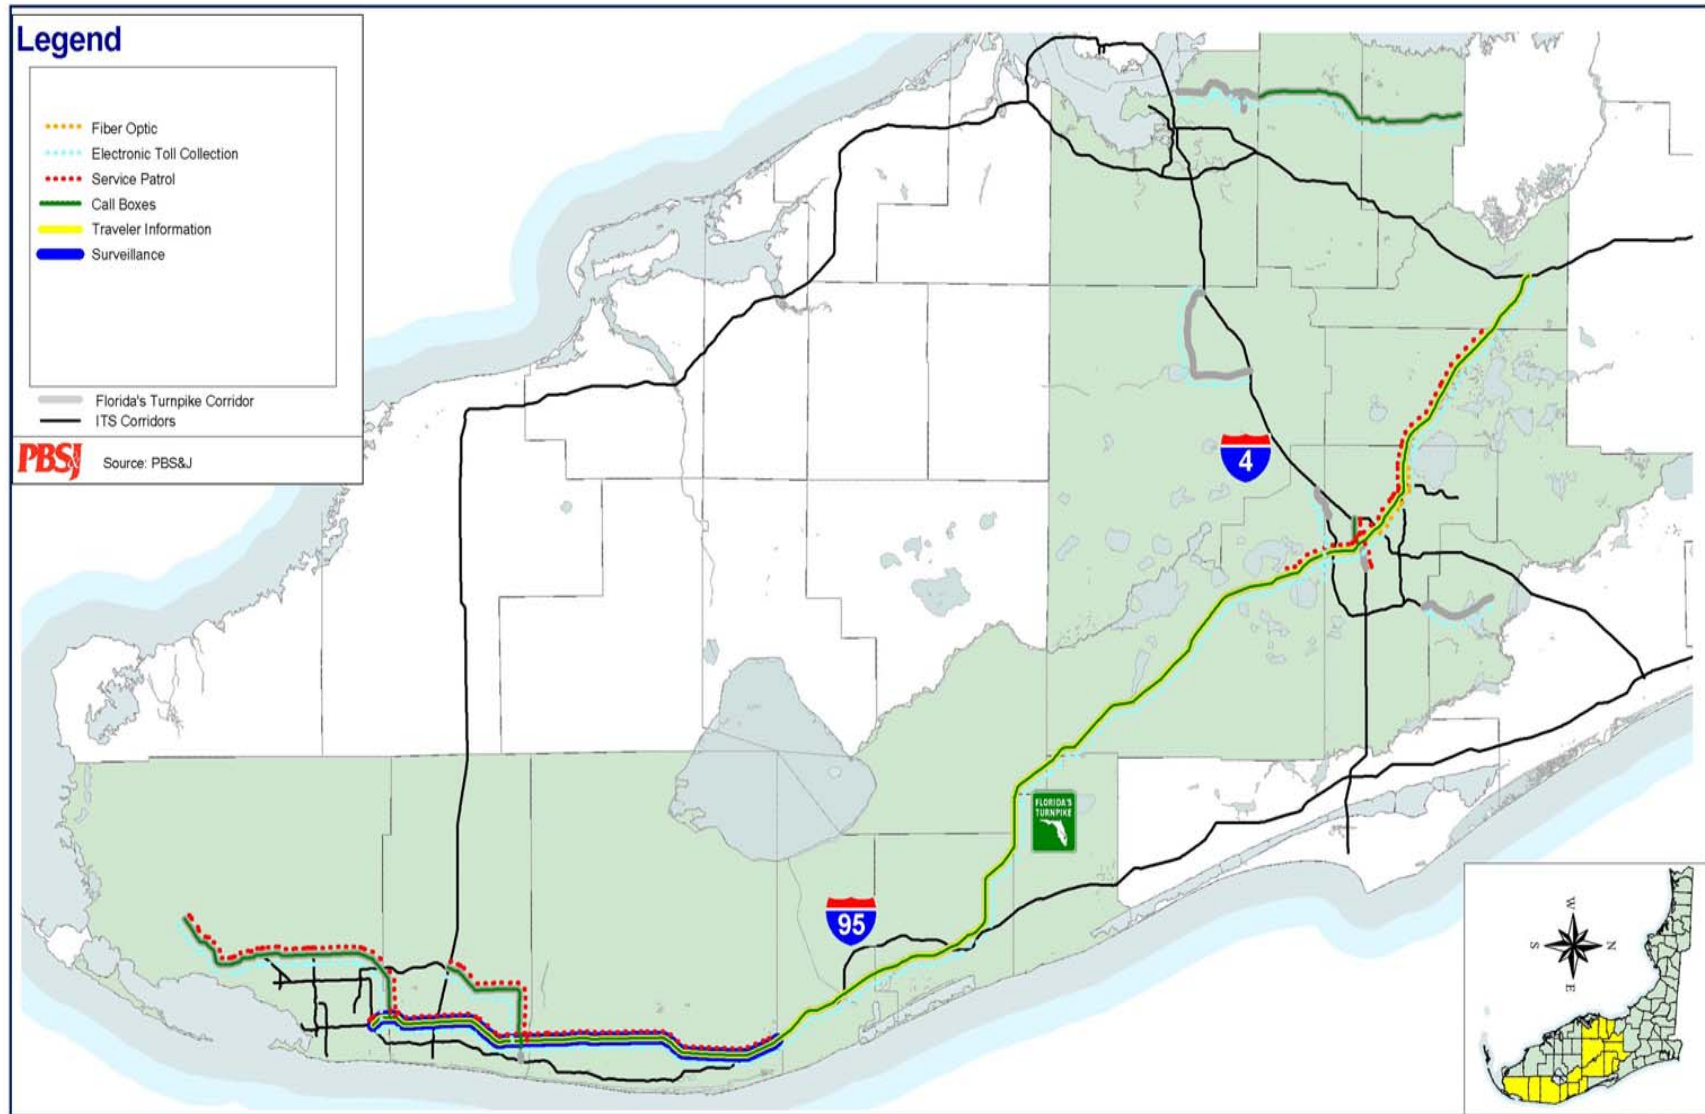 Legend
Fiber Optic
Electronic Toll Collection
Service Patrol
Call Boxes
Traveler Information
Surveillance
Florida's Turnpike Corridor
ITS Corridors
PBSJ
Source: PBS&J
4
FLORIDA'S
TURNPIKE
95
W
S
N
E